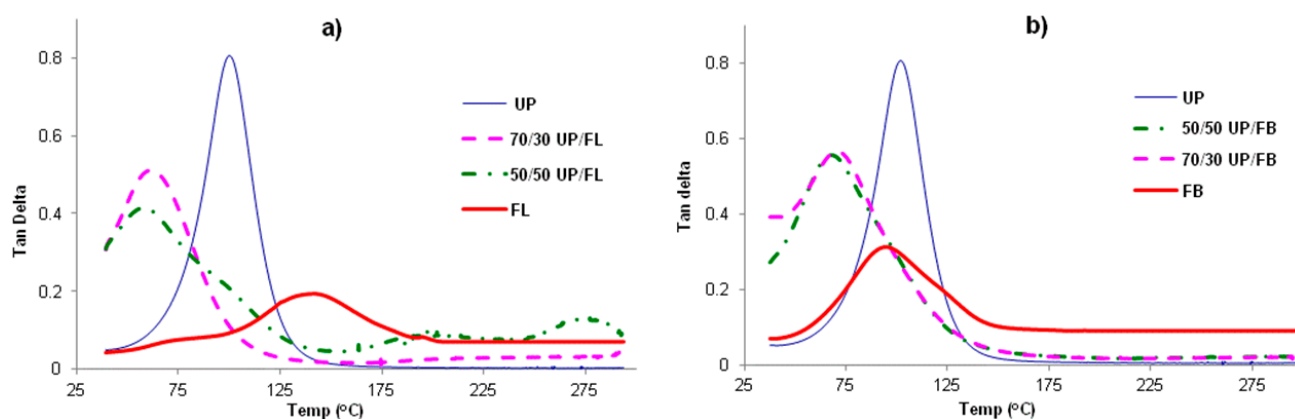 a)
Tan Delta
0.8
0.6
0.4
0.2
0
25
75
125
175
225
275
Temp (°C)
UP
70/30 UP/FL
50/50 UP/FL
FL
b)
Tan delta
0.8
0.6
0.4
0.2
0
25
75
125
175
225
275
Temp (°C)
UP
50/50 UP/FB
70/30 UP/FB
FB